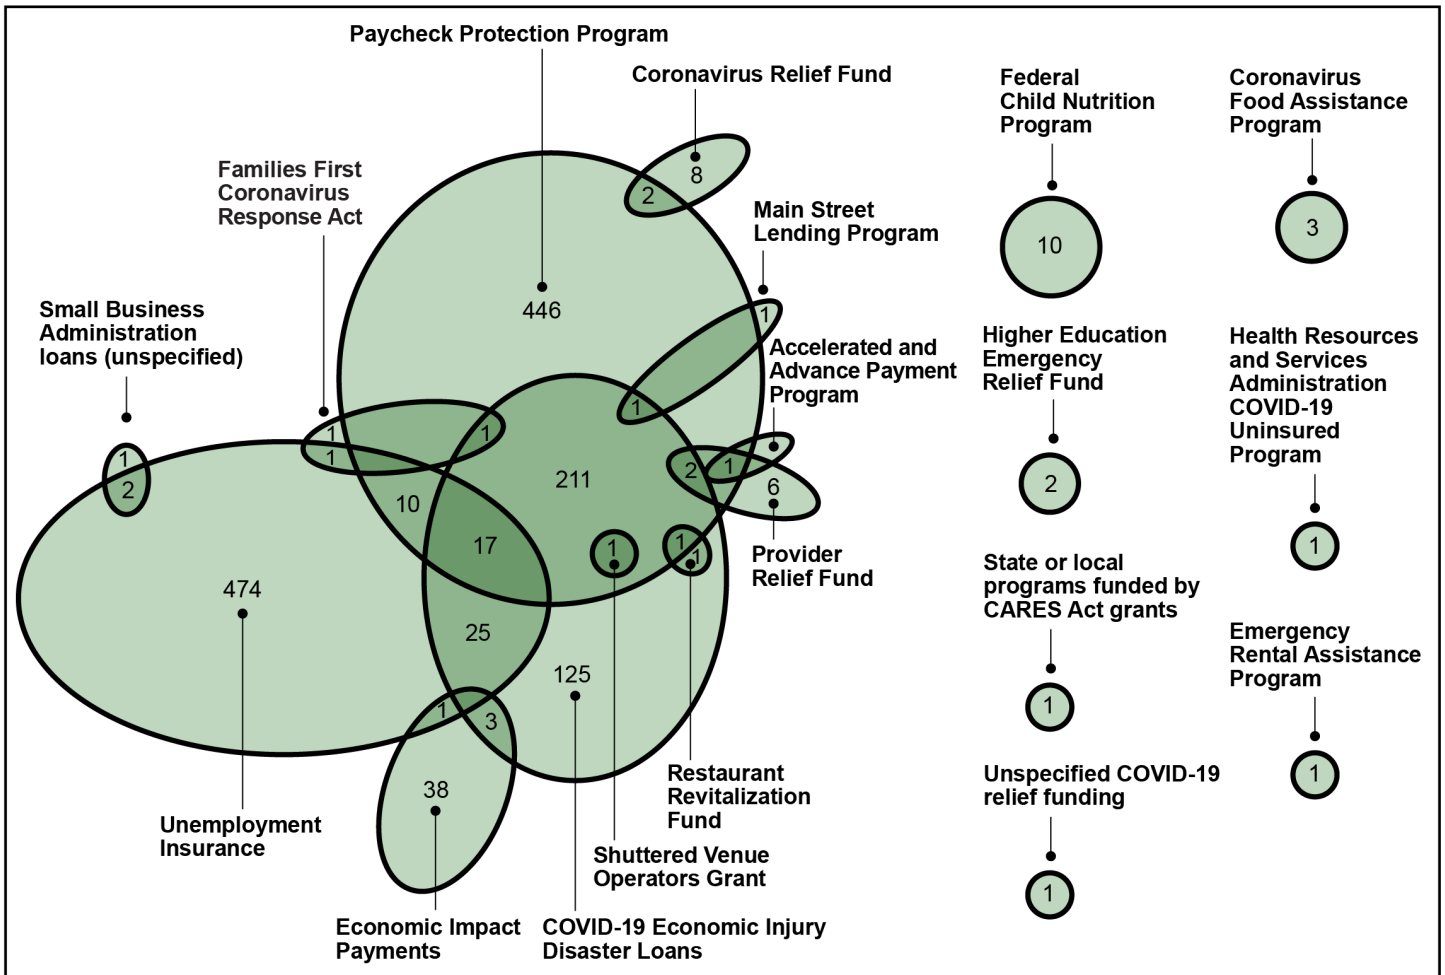 Paycheck Protection Program
Coronavirus Relief Fund
8
2
Families First
Coronavirus
Response Act
Main Street
Lending Program
446
1
1
Small Business
Administration
loans (unspecified)
Accelerated and
Advance Payment
Program
1
1
1
1
2
10
211
2
1
6
17
1
1
1
Provider
Relief Fund
474
25
125
1
3
38
Unemployment
Insurance
Restaurant
Revitalization
Fund
Shuttered Venue
Operators Grant
Economic Impact
Payments
COVID-19 Economic Injury
Disaster Loans
Federal
Child Nutrition
Program
10
Coronavirus
Food Assistance
Program
3
Higher Education
Emergency
Relief Fund
2
Health Resources
and Services
Administration
COVID-19
Uninsured
Program
1
State or local
programs funded by
CARES Act grants
1
Emergency
Rental Assistance
Program
1
Unspecified COVID-19
relief funding
1